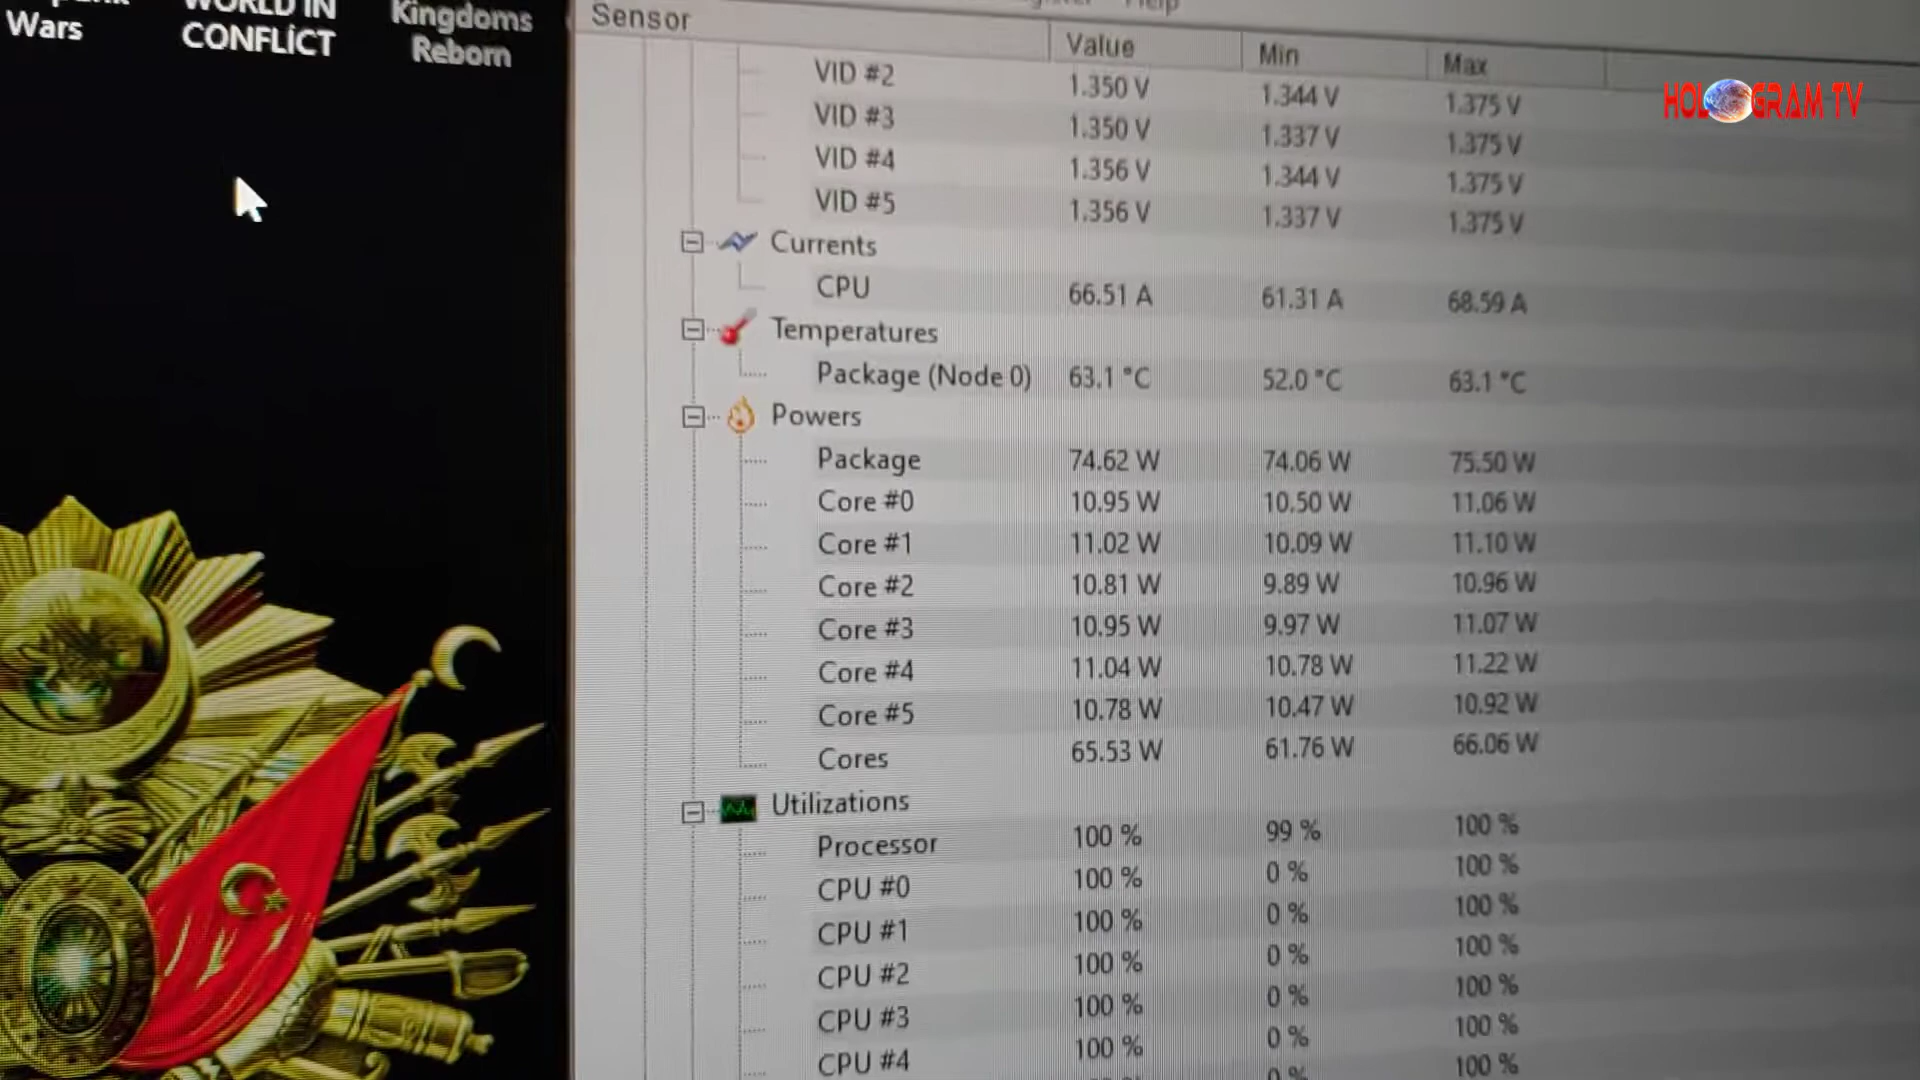 Wars
WORLD IN
CONFLICT
Kingdoms
Reborn
Help
Sensor Value Min Max
HOLOGRAM TV
VID #2 1.350 V 1.344 V 1.375 V
VID #3 1.350 V 1.337 V 1.375 V
VID #4 1.356 V 1.344 V 1.375 V
VID #5 1.356 V 1.337 V 1.375 V
Currents
CPU 66.51 A 61.31 A 68.59 A
Temperatures
Package (Node 0) 63.1 °C 52.0 °C 63.1 °C
Powers
Package 74.62 W 74.06 W 75.50 W
Core #0 10.95 W 10.50 W 11.06 W
Core #1 11.02 W 10.09 W 11.10 W
Core #2 10.81 W 9.89 W 10.96 W
Core #3 10.95 W 9.97 W 11.07 W
Core #4 11.04 W 10.78 W 11.22 W
Core #5 10.78 W 10.47 W 10.92 W
Cores 65.53 W 61.76 W 66.06 W
Utilizations
Processor 100 % 99 % 100 %
CPU #0 100 % 0 % 100 %
CPU #1 100 % 0 % 100 %
CPU #2 100 % 0 % 100 %
CPU #3 100 % 0 % 100 %
CPU #4 100 % 0 % 100 %